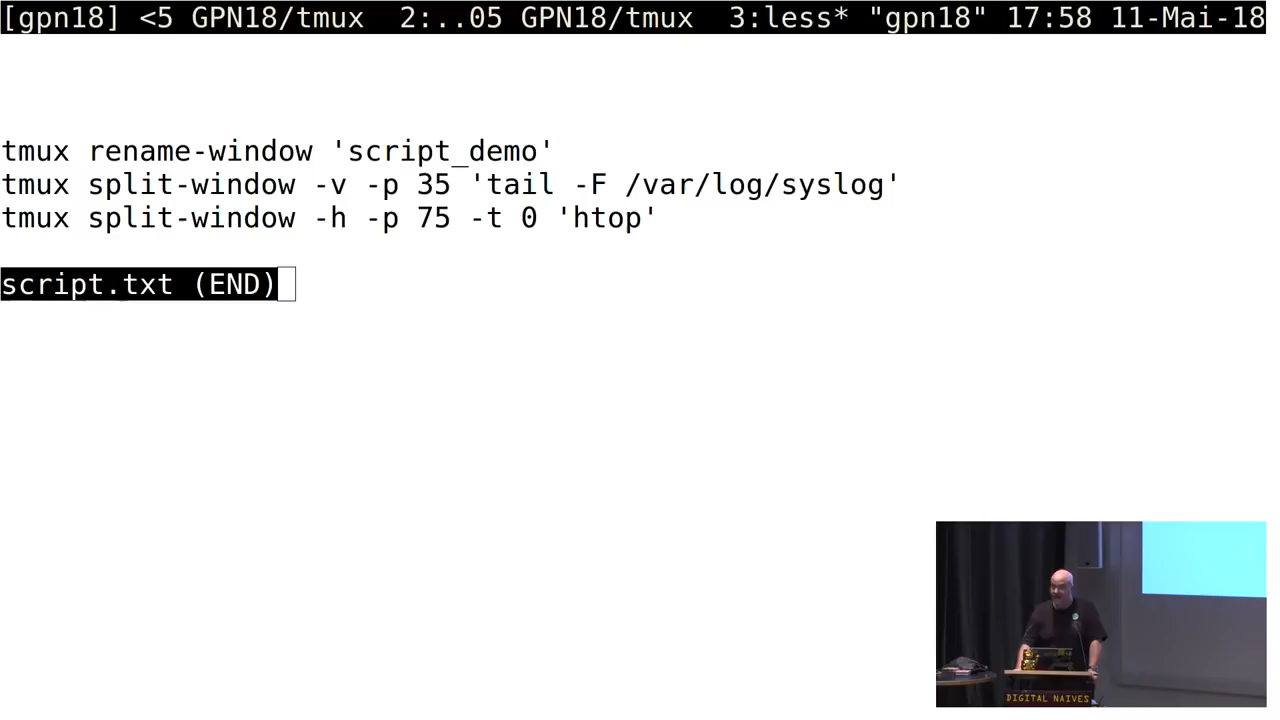 [gpn18] <5 GPN18/tmux  2:..05 GPN18/tmux  3:less* "gpn18" 17:58 11-Mai-18
tmux rename-window 'script_demo'
tmux split-window -v -p 35 'tail -F /var/log/syslog'
tmux split-window -h -p 75 -t 0 'htop'
script.txt (END)
DIGITAL NAIVES